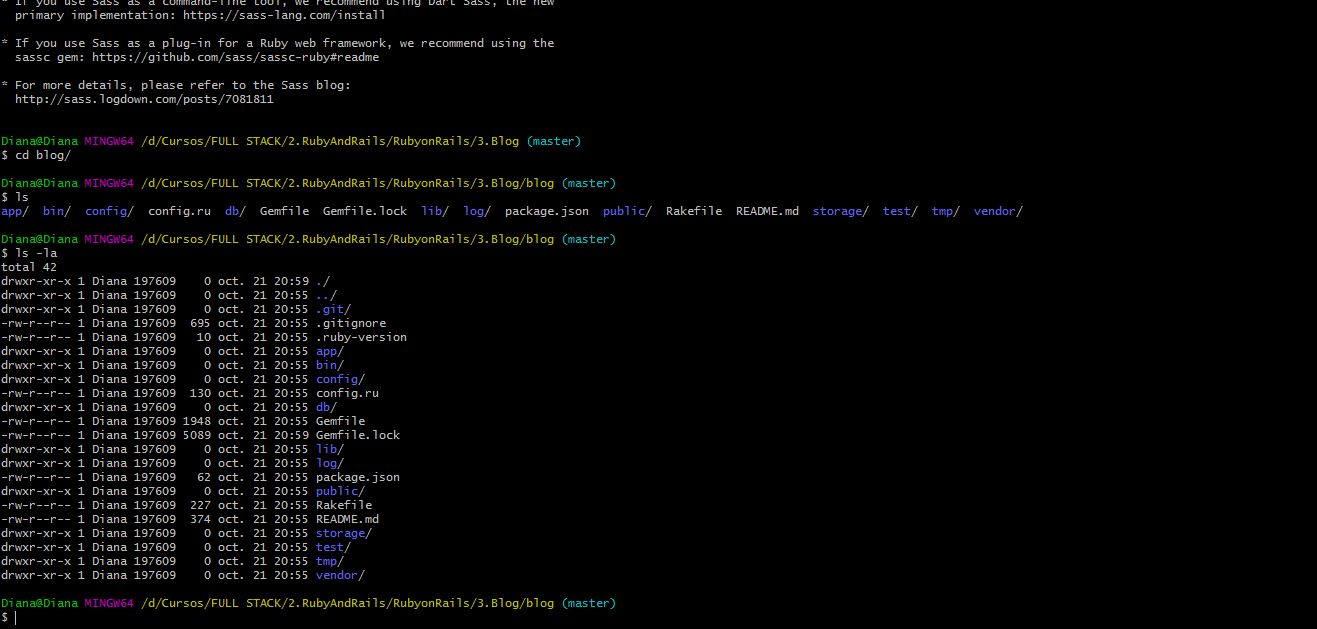 * If you use Sass as a command-line tool, we recommend using Dart Sass, the new
  primary implementation: https://sass-lang.com/install

* If you use Sass as a plug-in for a Ruby web framework, we recommend using the
  sassc gem: https://github.com/sass/sassc-ruby#readme

* For more details, please refer to the Sass blog:
  http://sass.logdown.com/posts/7081811

Diana@Diana MINGW64 /d/Cursos/FULL STACK/2.RubyAndRails/RubyonRails/3.Blog (master)
$ cd blog/

Diana@Diana MINGW64 /d/Cursos/FULL STACK/2.RubyAndRails/RubyonRails/3.Blog/blog (master)
$ ls
app/  bin/  config/  config.ru  db/  Gemfile  Gemfile.lock  lib/  log/  package.json  public/  Rakefile  README.md  storage/  test/  tmp/  vendor/

Diana@Diana MINGW64 /d/Cursos/FULL STACK/2.RubyAndRails/RubyonRails/3.Blog/blog (master)
$ ls -la
total 42
drwxr-xr-x 1 Diana 197609    0 oct. 21 20:59 ./
drwxr-xr-x 1 Diana 197609    0 oct. 21 20:55 ../
drwxr-xr-x 1 Diana 197609    0 oct. 21 20:55 .git/
-rw-r--r-- 1 Diana 197609  695 oct. 21 20:55 .gitignore
-rw-r--r-- 1 Diana 197609   10 oct. 21 20:55 .ruby-version
drwxr-xr-x 1 Diana 197609    0 oct. 21 20:55 app/
drwxr-xr-x 1 Diana 197609    0 oct. 21 20:55 bin/
drwxr-xr-x 1 Diana 197609    0 oct. 21 20:55 config/
-rw-r--r-- 1 Diana 197609  130 oct. 21 20:55 config.ru
drwxr-xr-x 1 Diana 197609    0 oct. 21 20:55 db/
-rw-r--r-- 1 Diana 197609 1948 oct. 21 20:55 Gemfile
-rw-r--r-- 1 Diana 197609 5089 oct. 21 20:59 Gemfile.lock
drwxr-xr-x 1 Diana 197609    0 oct. 21 20:55 lib/
drwxr-xr-x 1 Diana 197609    0 oct. 21 20:55 log/
-rw-r--r-- 1 Diana 197609   62 oct. 21 20:55 package.json
drwxr-xr-x 1 Diana 197609    0 oct. 21 20:55 public/
-rw-r--r-- 1 Diana 197609  227 oct. 21 20:55 Rakefile
-rw-r--r-- 1 Diana 197609  374 oct. 21 20:55 README.md
drwxr-xr-x 1 Diana 197609    0 oct. 21 20:55 storage/
drwxr-xr-x 1 Diana 197609    0 oct. 21 20:55 test/
drwxr-xr-x 1 Diana 197609    0 oct. 21 20:55 tmp/
drwxr-xr-x 1 Diana 197609    0 oct. 21 20:55 vendor/

Diana@Diana MINGW64 /d/Cursos/FULL STACK/2.RubyAndRails/RubyonRails/3.Blog/blog (master)
$